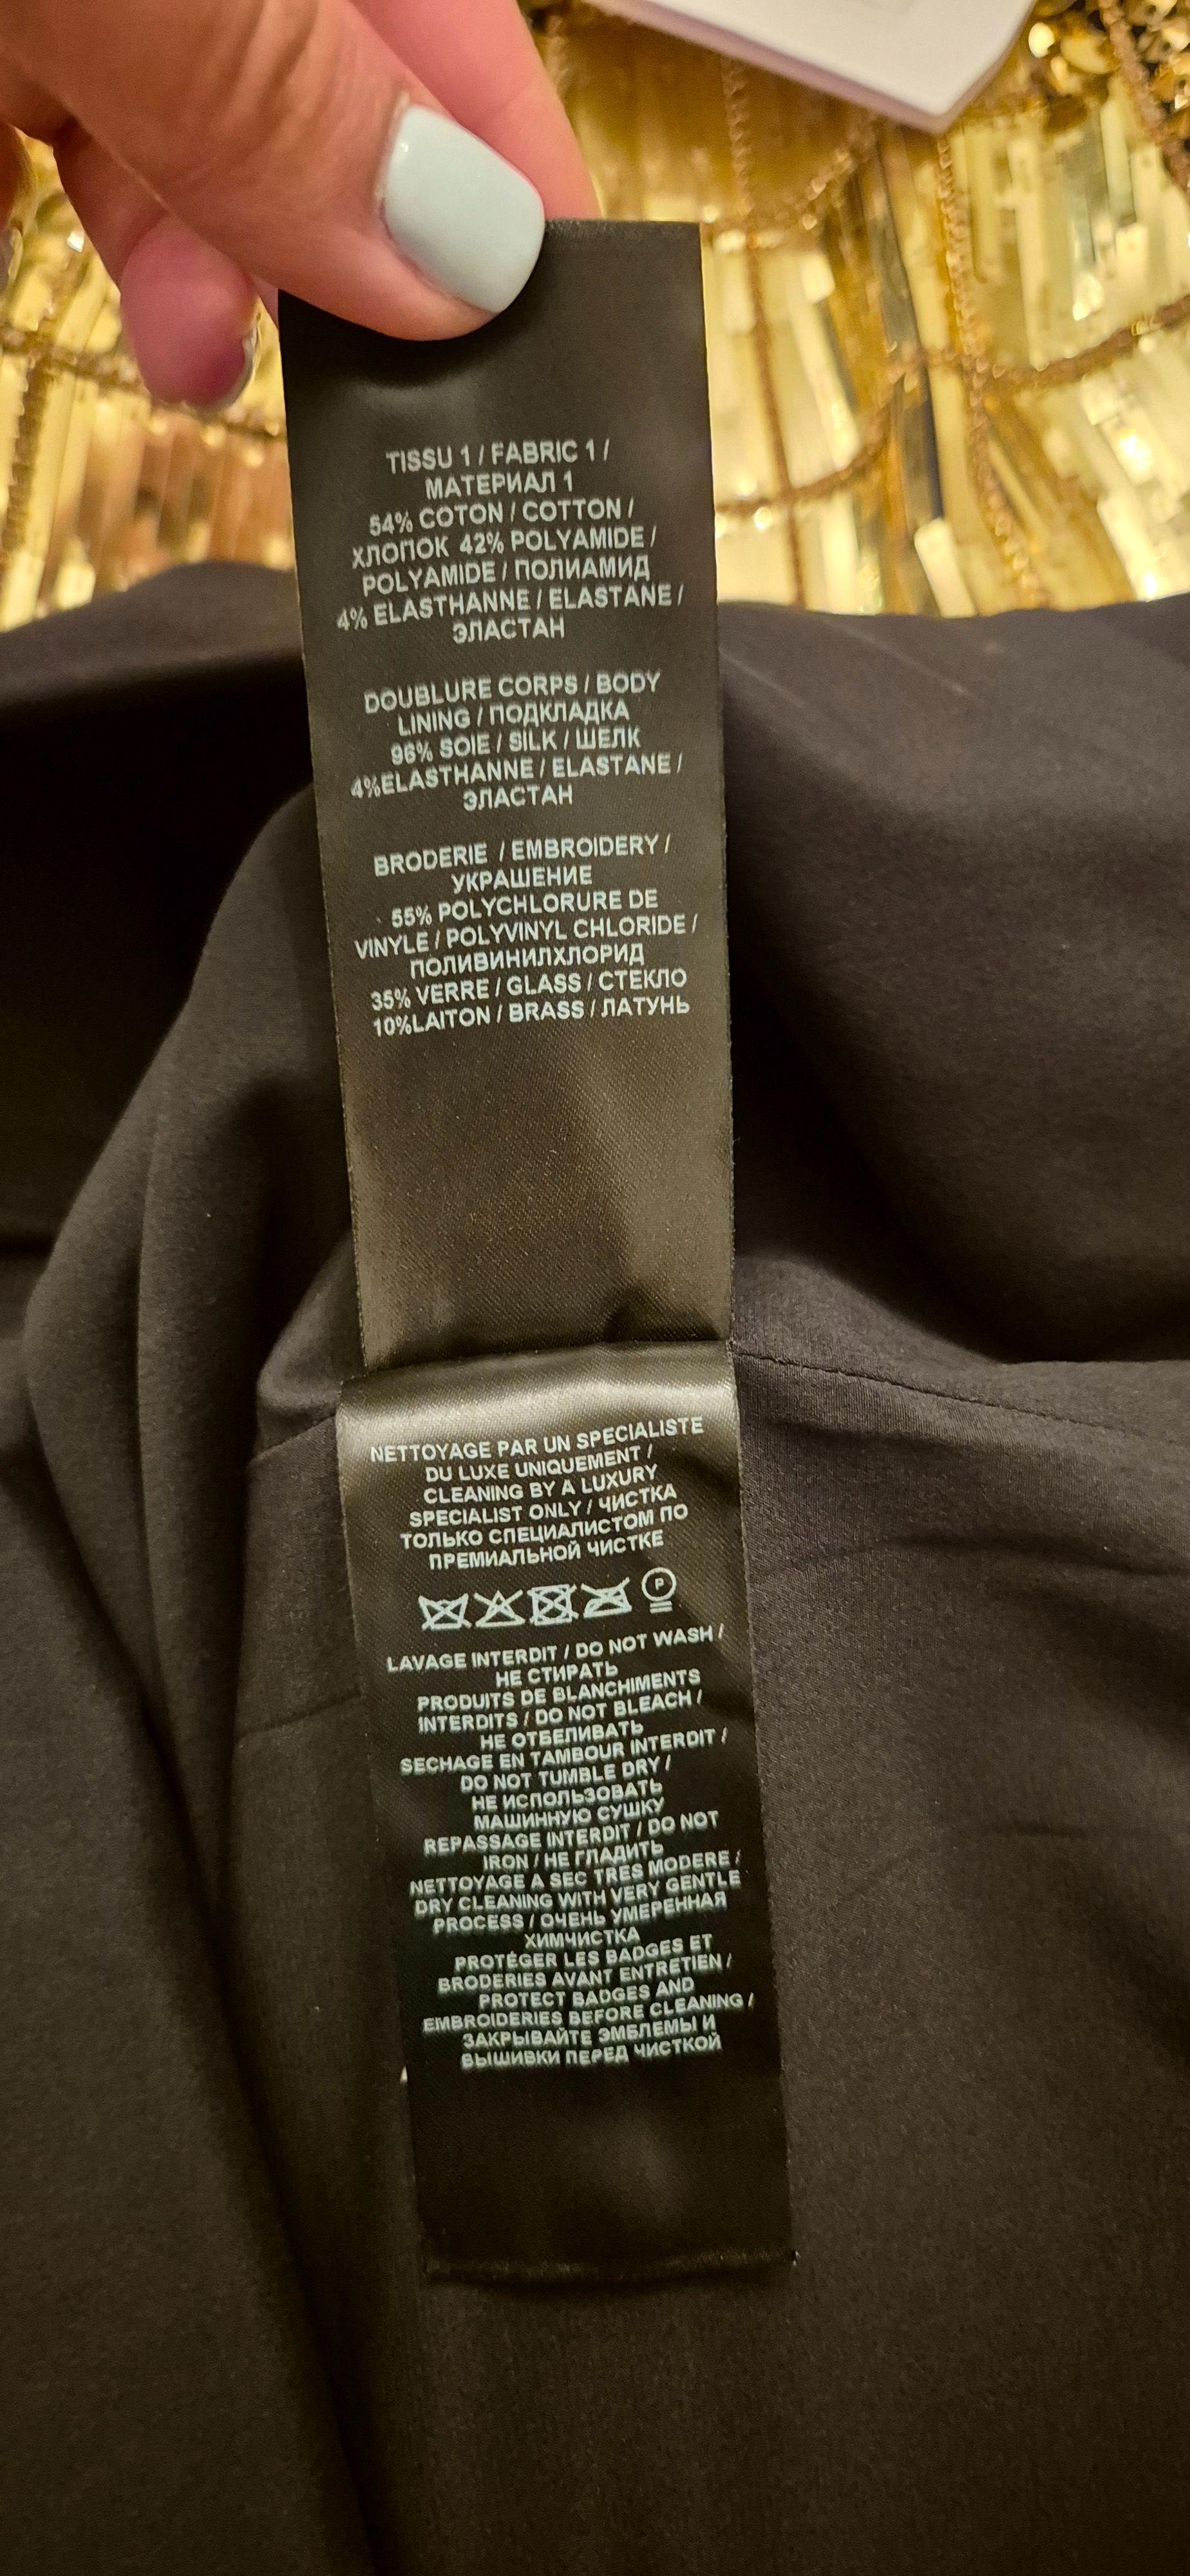 TISSU 1 / FABRIC 1 /
МАТЕРИАЛ 1
54% COTON / COTTON /
ХЛОПОК 42% POLYAMIDE /
POLYAMIDE / ПОЛИАМИД
4% ELASTHANNE / ELASTANE /
ЭЛАСТАН
DOUBLURE CORPS / BODY
LINING / ПОДКЛАДКА
96% SOIE / SILK / ШЕЛК
4%ELASTHANNE / ELASTANE /
ЭЛАСТАН
BRODERIE / EMBROIDERY /
УКРАШЕНИЕ
55% POLYCHLORURE DE
VINYLE / POLYVINYL CHLORIDE /
ПОЛИВИНИЛХЛОРИД
35% VERRE / GLASS / СТЕКЛО
10%LAITON / BRASS / ЛАТУНЬ
NETTOYAGE PAR UN SPECIALISTE
DU LUXE UNIQUEMENT /
CLEANING BY A LUXURY
SPECIALIST ONLY / ЧИСТКА
ТОЛЬКО СПЕЦИАЛИСТОМ ПО
ПРЕМИАЛЬНОЙ ЧИСТКЕ
P
LAVAGE INTERDIT / DO NOT WASH /
НЕ СТИРАТЬ
PRODUITS DE BLANCHIMENTS
INTERDITS / DO NOT BLEACH /
НЕ ОТБЕЛИВАТЬ
SECHAGE EN TAMBOUR INTERDIT /
DO NOT TUMBLE DRY /
НЕ ИСПОЛЬЗОВАТЬ
МАШИННУЮ СУШКУ
REPASSAGE INTERDIT / DO NOT
IRON / НЕ ГЛАДИТЬ
NETTOYAGE A SEC TRES MODERE /
DRY CLEANING WITH VERY GENTLE
PROCESS / ОЧЕНЬ УМЕРЕННАЯ
ХИМЧИСТКА
PROTÉGER LES BADGES ET
BRODERIES AVANT ENTRETIEN /
PROTECT BADGES AND
EMBROIDERIES BEFORE CLEANING /
ЗАКРЫВАЙТЕ ЭМБЛЕМЫ И
ВЫШИВКИ ПЕРЕД ЧИСТКОЙ